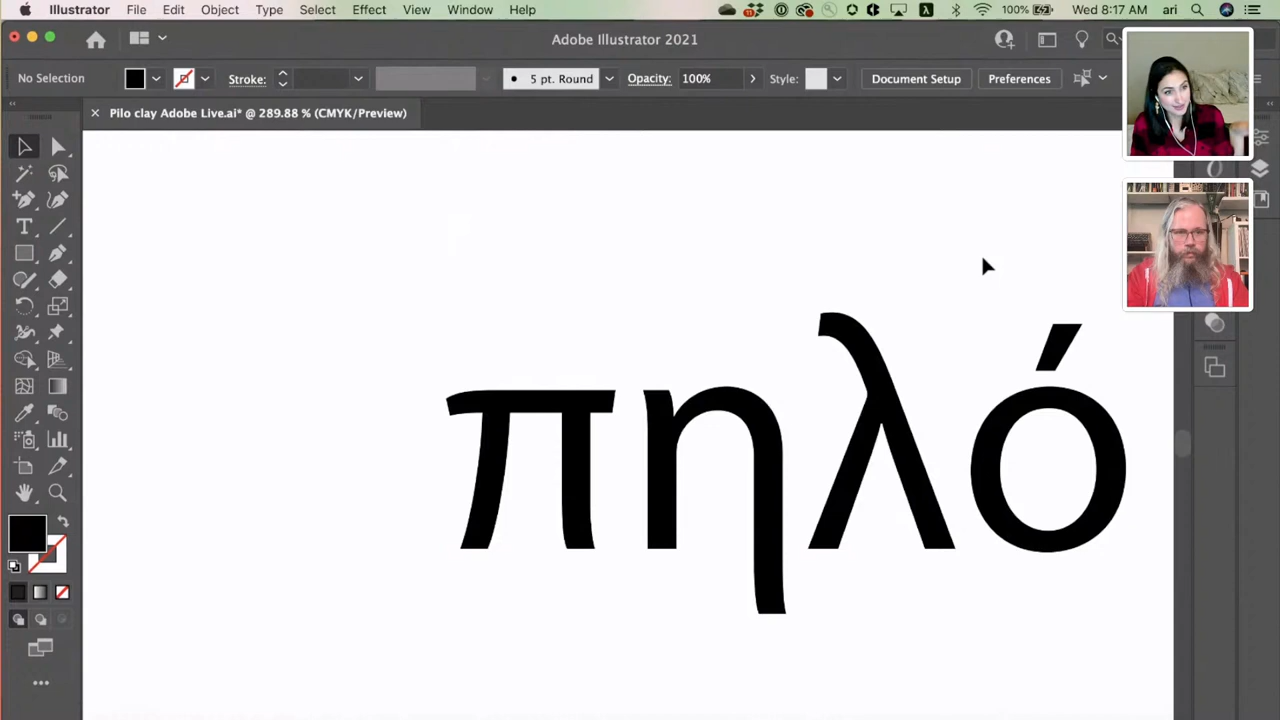 Illustrator File Edit Object Type Select Effect View Window Help 100% Wed 8:17 AM ari
Adobe Illustrator 2021
No Selection Stroke: 5 pt. Round Opacity: 100% Style: Document Setup Preferences
Pilo clay Adobe Live.ai* @ 289.88 % (CMYK/Preview)
πηλό